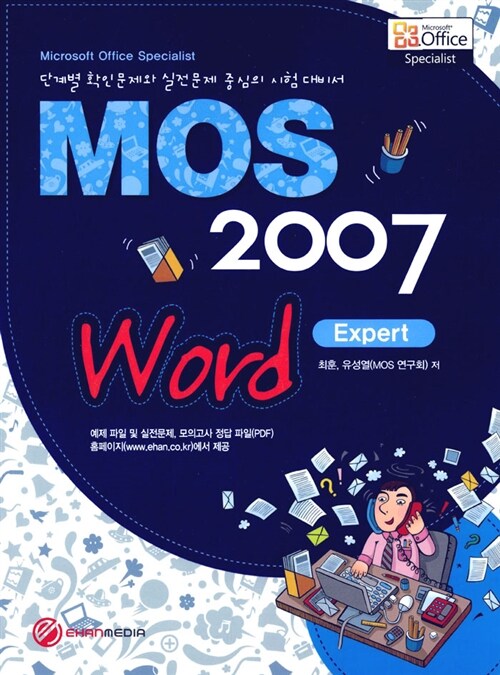 Microsoft Office Specialist
Microsoft®
Office
Specialist
단계별 확인문제와 실전문제 중심의 시험 대비서
MOS
2007
Word
Expert
최훈, 유성열(MOS 연구회) 저
예제 파일 및 실전문제, 모의고사 정답 파일(PDF)
홈페이지(www.ehan.co.kr)에서 제공
EHANMEDIA